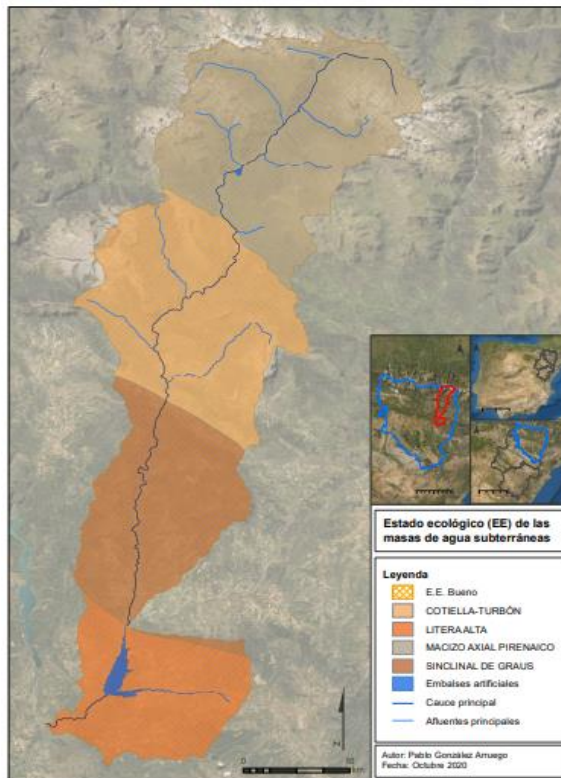 Estado ecológico (EE) de las
masas de agua subterráneas
Leyenda
E.E. Bueno
COTIELLA-TURBÓN
LITERA ALTA
MACIZO AXIAL PIRENAICO
SINCLINAL DE GRAUS
Embalses artificiales
Cauce principal
Afluentes principales
Autor: Pablo González Arruego
Fecha: Octubre 2020
0